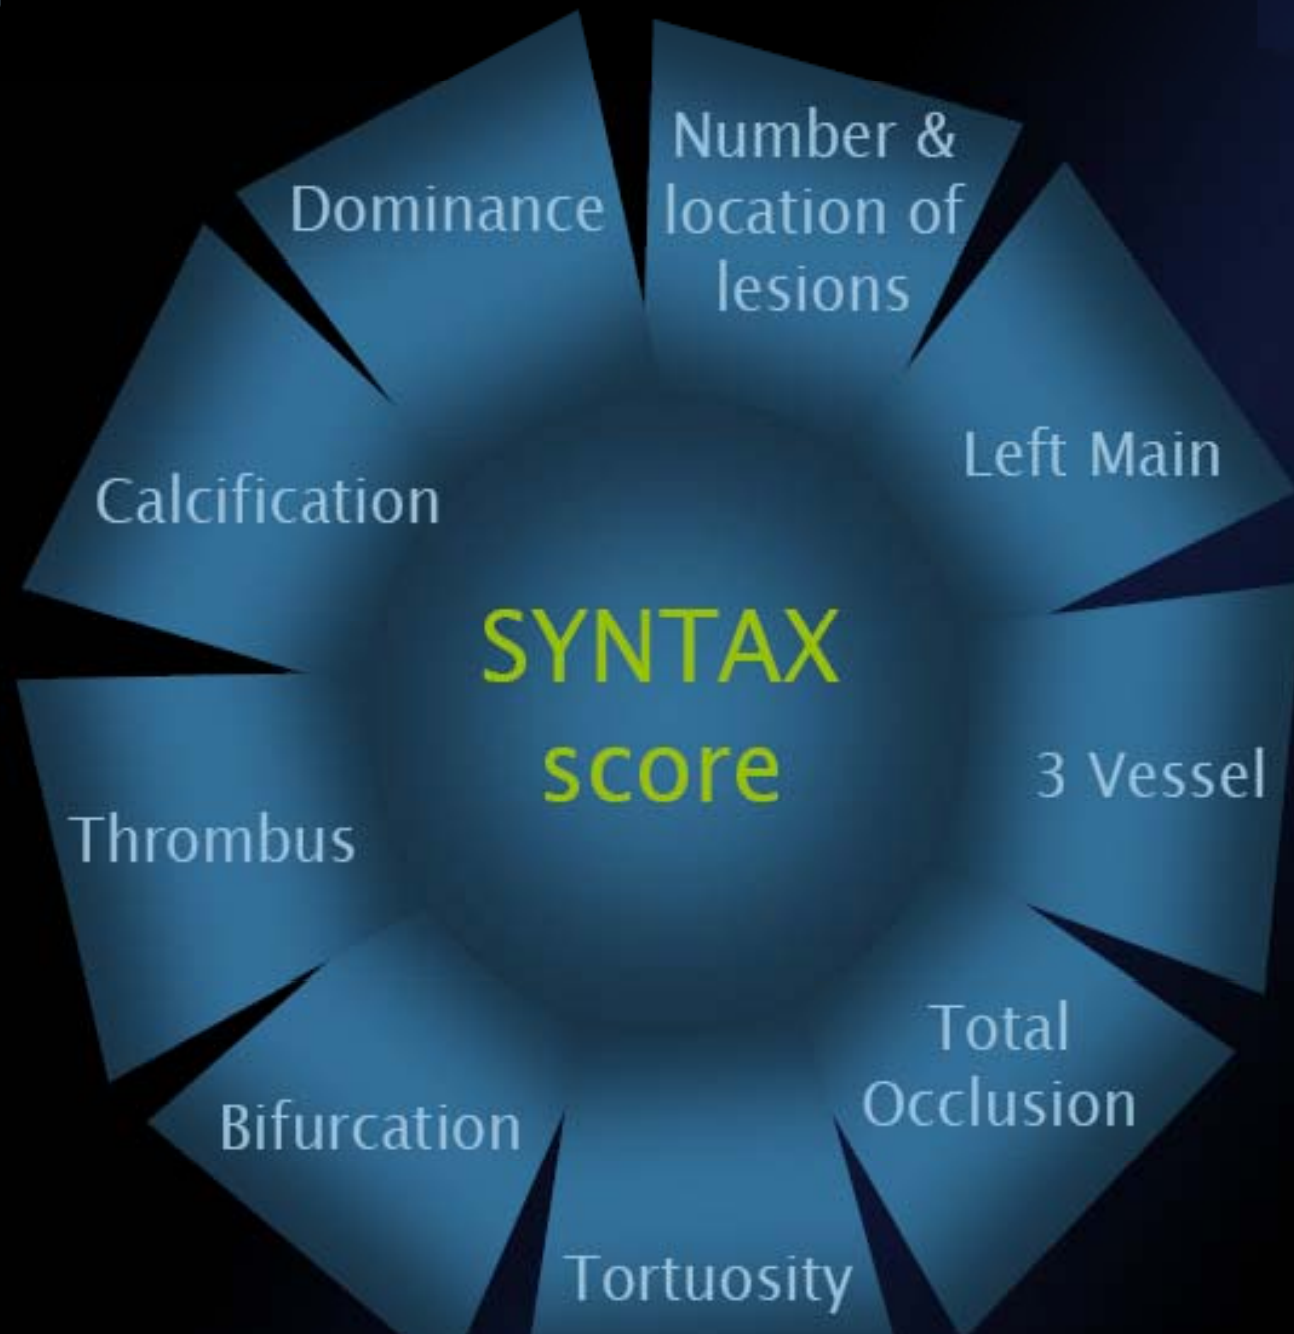 Number &
location of
lesions
Left Main
3 Vessel
Total
Occlusion
Tortuosity
Bifurcation
Thrombus
Calcification
Dominance
SYNTAX
score